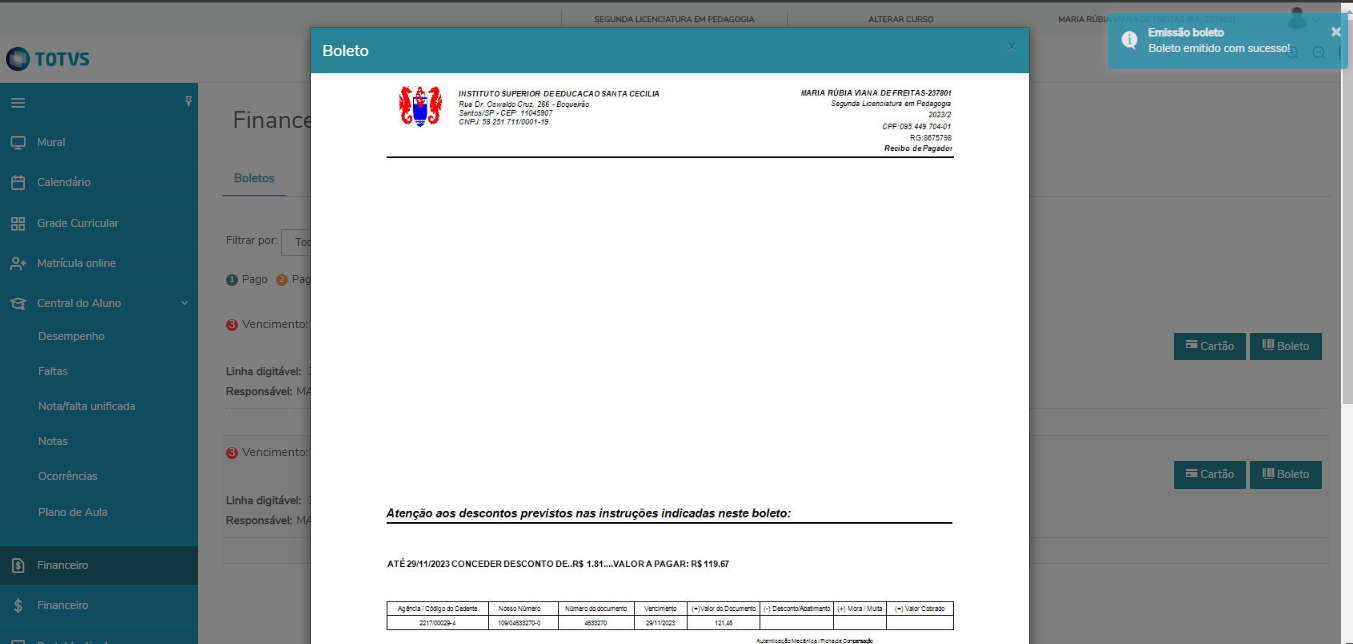 SEGUNDA LICENCIATURA EM PEDAGOGIA
ALTERAR CURSO
MARIA RÚBIA VIANA DE FREITAS (RA: 237801)
Emissão boleto
Boleto emitido com sucesso!
TOTVS
Mural
Calendário
Grade Curricular
Matrícula online
Central do Aluno
Desempenho
Faltas
Nota/falta unificada
Notas
Ocorrências
Plano de Aula
Financeiro
Financeiro
Finance
Boletos
Filtrar por:
1 Pago 2 Pag
3 Vencimento:
Linha digitável:
Responsável: MA
Cartão
Boleto
3 Vencimento:
Linha digitável:
Responsável: MA
Cartão
Boleto
Boleto
INSTITUTO SUPERIOR DE EDUCACAO SANTA CECILIA
Rua Dr. Oswaldo Cruz, 266 - Boqueirão
Santos/SP - CEP: 11045907
CNPJ: 58.251.711/0001-19
MARIA RÚBIA VIANA DE FREITAS-237801
Segunda Licenciatura em Pedagogia
2023/2
CPF:095.449.704-01
RG:8675798
Recibo de Pagador
Atenção aos descontos previstos nas instruções indicadas neste boleto:
ATÉ 29/11/2023 CONCEDER DESCONTO DE..R$ 1.81....VALOR A PAGAR: R$ 119.67
Agência / Código do Cedente Nosso Número Número do documento Vencimento (=)Valor do Documento (-) Desconto/Abatimento (+) Mora / Multa (=) Valor Cobrado
2217/00029-4 109/04633270-0 4633270 29/11/2023 121,48
Autenticação Mecânica / Ficha de Compensação